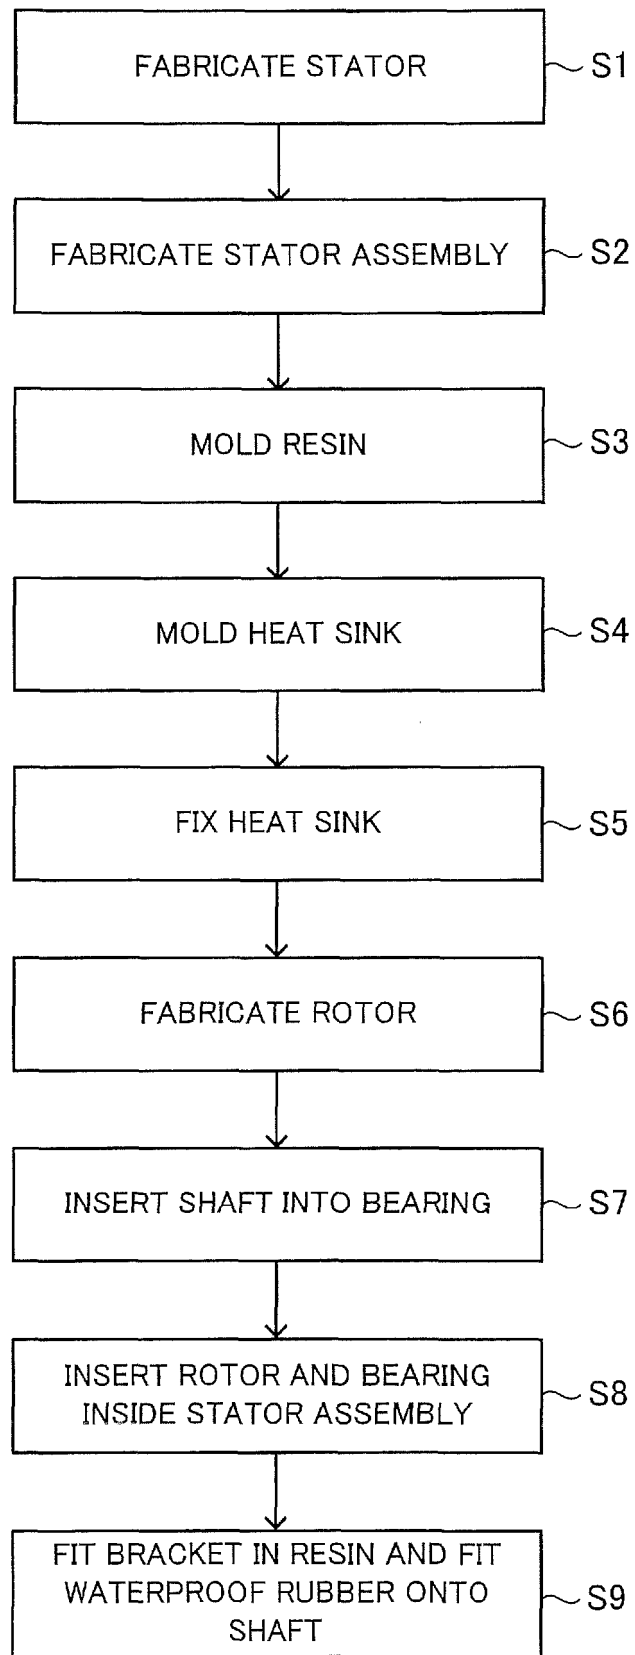 FABRICATE STATOR
S1
FABRICATE STATOR ASSEMBLY
S2
MOLD RESIN
S3
MOLD HEAT SINK
S4
FIX HEAT SINK
S5
FABRICATE ROTOR
S6
INSERT SHAFT INTO BEARING
S7
INSERT ROTOR AND BEARING
INSIDE STATOR ASSEMBLY
S8
FIT BRACKET IN RESIN AND FIT
WATERPROOF RUBBER ONTO
SHAFT
S9